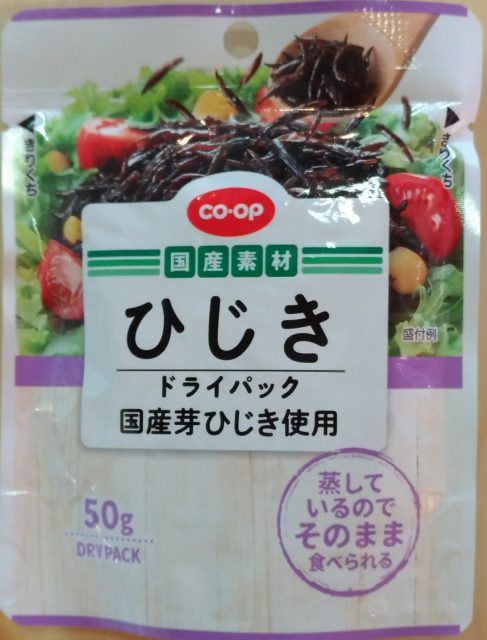 きりくち
きりくち
CO-OP
国産素材
ひじき
盛付例
ドライパック
国産芽ひじき使用
50g
DRYPACK
蒸して
いるので
そのまま
食べられる